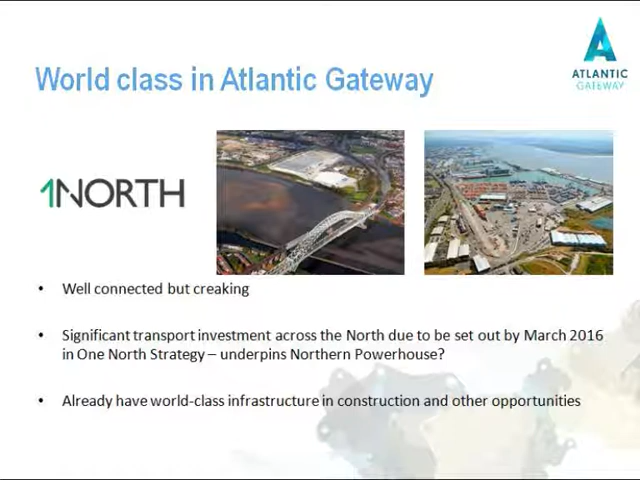 ATLANTIC
GATEWAY
World class in Atlantic Gateway
1NORTH
• Well connected but creaking
• Significant transport investment across the North due to be set out by March 2016
in One North Strategy – underpins Northern Powerhouse?
• Already have world-class infrastructure in construction and other opportunities